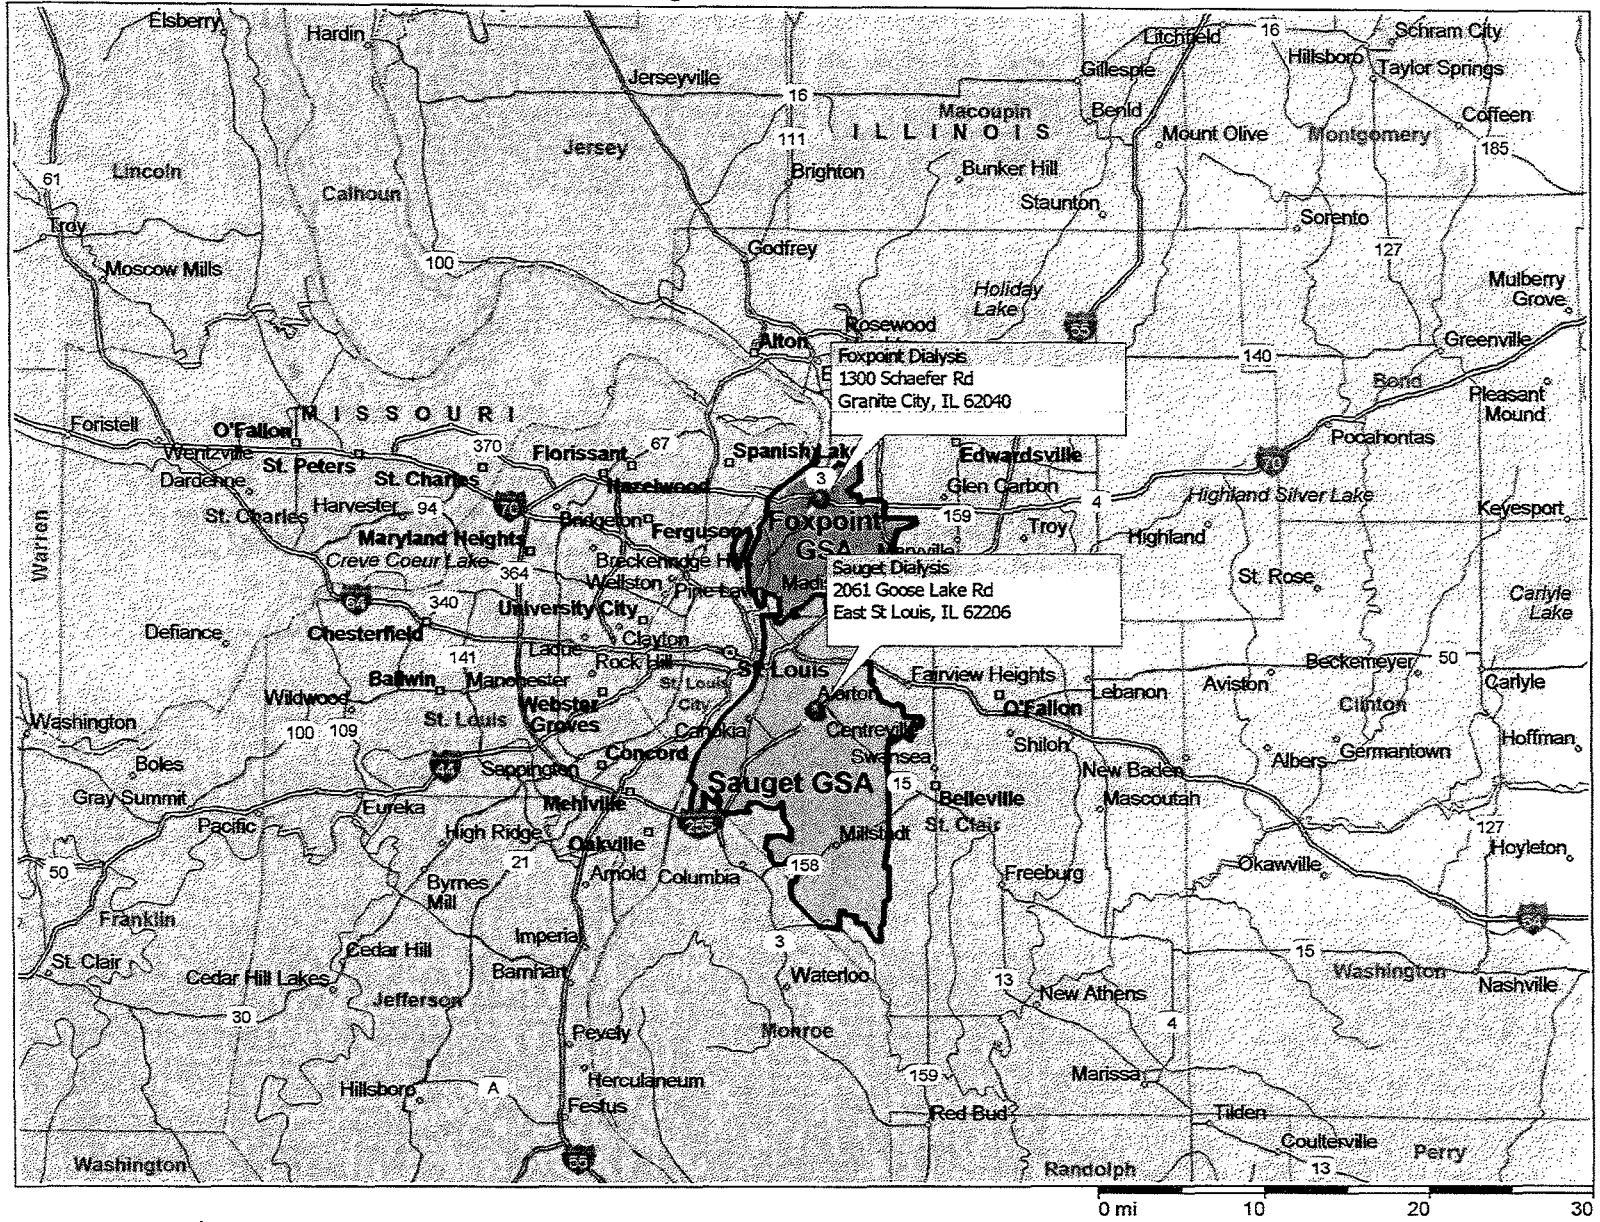 Elsberry
Hardin
Litchfield
16
Schram City
Hillsboro
Taylor Springs
Jerseyville
Gillespie
16
Macoupin
Benld
Coffeen
ILLINOIS
Mount Olive
Montgomery
111
Jersey
185
Lincoln
Brighton
Bunker Hill
61
Calhoun
Staunton
Sorento
Troy
Godfrey
127
100
Moscow Mills
Mulberry
Grove
Holiday
Lake
55
Rosewood
Alton
Greenville
Foxpoint Dialysis
1300 Schaefer Rd
Granite City, IL 62040
140
Bond
Pleasant
Mound
MISSOURI
Foristell
O'Fallon
370
67
Pocahontas
Wentzville
St. Peters
Florissant
Spanish Lake
Edwardsville
70
Dardenne
St. Charles
3
Glen Carbon
Hazelwood
4
Highland Silver Lake
St. Charles
Harvester
94
70
Bridgeton
Foxpoint
GSA
159
Troy
Keyesport
Ferguson
Highland
Maryland Heights
Maryville
Warren
Creve Coeur Lake
Breckenridge H
364
Wellston
Pine Law
Madi
Sauget Dialysis
2061 Goose Lake Rd
East St Louis, IL 62206
St. Rose
Carlyle
Lake
64
340
University City
Defiance
Chesterfield
Clayton
Ladue
Rock Hill
141
St. Louis
Fairview Heights
Beckemeyer
50
Ballwin
Manchester
St. Louis
City
Alorton
Lebanon
Aviston
Carlyle
Wildwood
Webster
Groves
O'Fallon
Clinton
Washington
100
109
St. Louis
Cahokia
Centreville
Shiloh
Hoffman
Concord
Swansea
Albers
Germantown
Boles
44
Sappington
Sauget GSA
15
New Baden
Gray Summit
Eureka
Mehlville
Belleville
Mascoutah
Pacific
255
St. Clair
127
High Ridge
Oakville
Millstadt
Hoyleton
50
21
Arnold
Columbia
158
Freeburg
Okawville
Byrnes
Mill
Franklin
64
Imperial
3
15
Cedar Hill
St. Clair
Cedar Hill Lakes
Barnhart
Waterloo
13
Washington
Nashville
Jefferson
New Athens
30
4
Pevely
Monroe
Hillsboro
A
Herculaneum
159
Marissa
Festus
Red Bud
Tilden
Coulterville
Washington
55
Randolph
13
Perry
0 mi
10
20
30